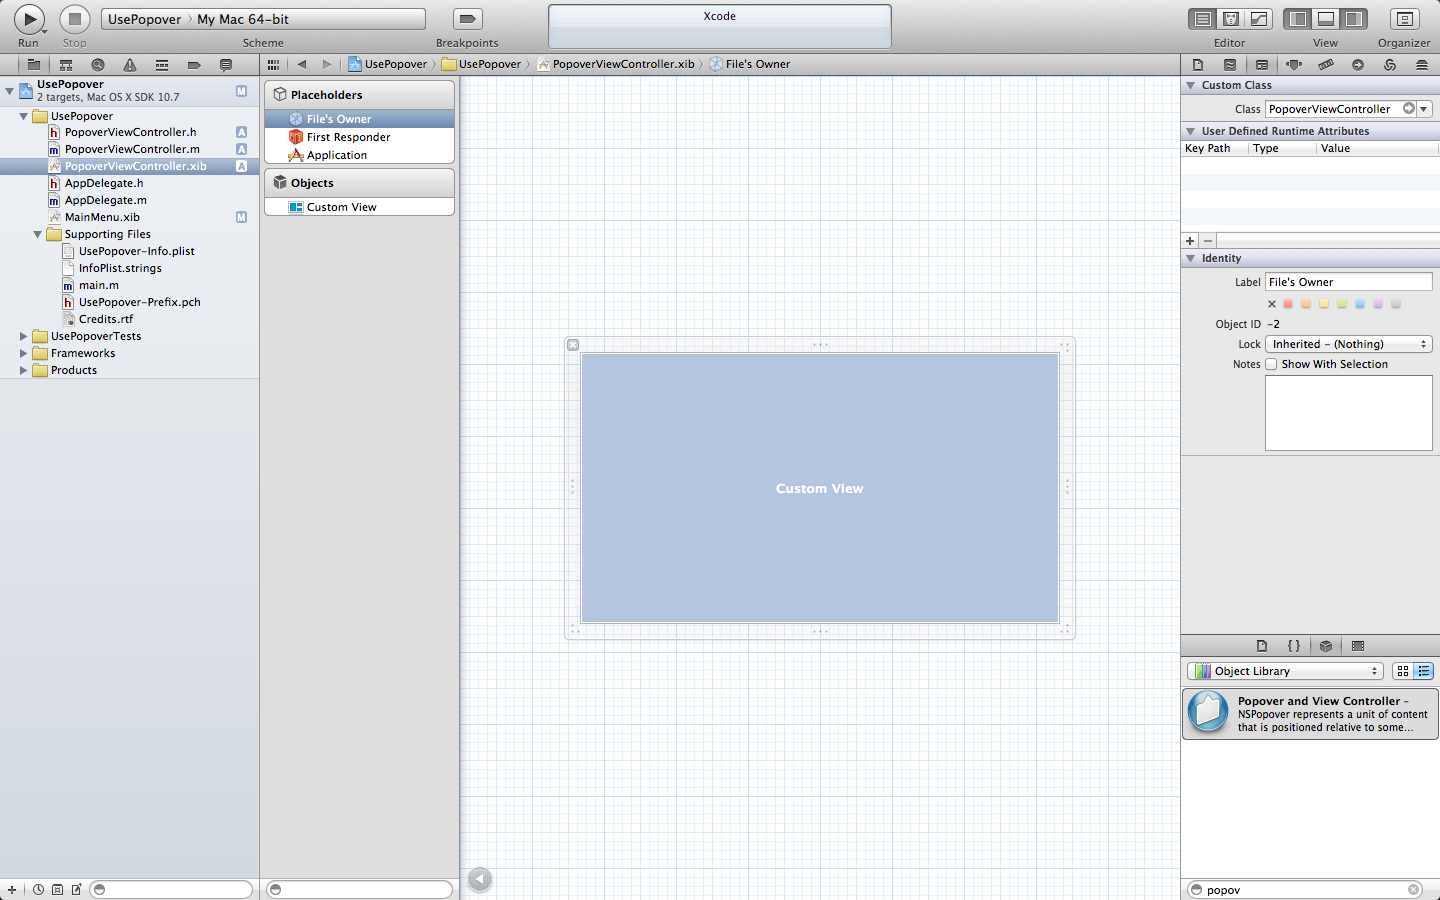 UsePopover 〉 My Mac 64-bit
Xcode
Run
Stop
Scheme
Breakpoints
Editor
View
Organizer
UsePopover 〉 UsePopover 〉 PopoverViewController.xib 〉 File's Owner
UsePopover
2 targets, Mac OS X SDK 10.7
M
UsePopover
PopoverViewController.h A
PopoverViewController.m A
PopoverViewController.xib A
AppDelegate.h
AppDelegate.m
MainMenu.xib M
Supporting Files
UsePopover-Info.plist
InfoPlist.strings
main.m
UsePopover-Prefix.pch
Credits.rtf
UsePopoverTests
Frameworks
Products
Placeholders
File's Owner
First Responder
Application
Objects
Custom View
Custom View
Custom Class
Class PopoverViewController
User Defined Runtime Attributes
Key Path Type Value
Identity
Label File's Owner
Object ID -2
Lock Inherited - (Nothing)
Notes Show With Selection
Object Library
Popover and View Controller -
NSPopover represents a unit of content
that is positioned relative to some...
popov